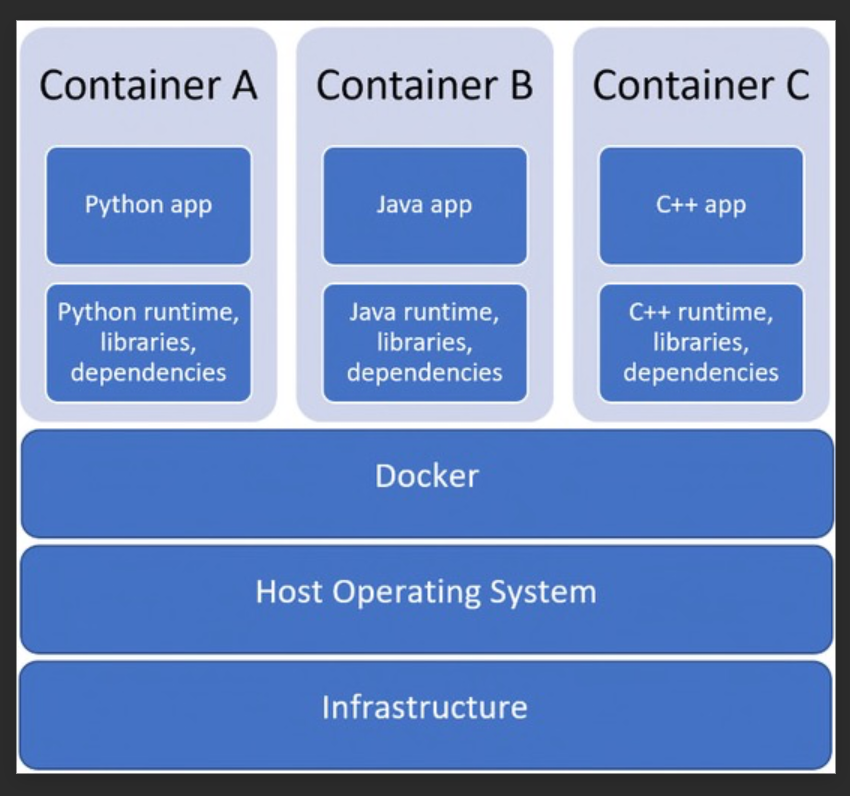 Container A
Python app
Python runtime,
libraries,
dependencies
Container B
Java app
Java runtime,
libraries,
dependencies
Container C
C++ app
C++ runtime,
libraries,
dependencies
Docker
Host Operating System
Infrastructure